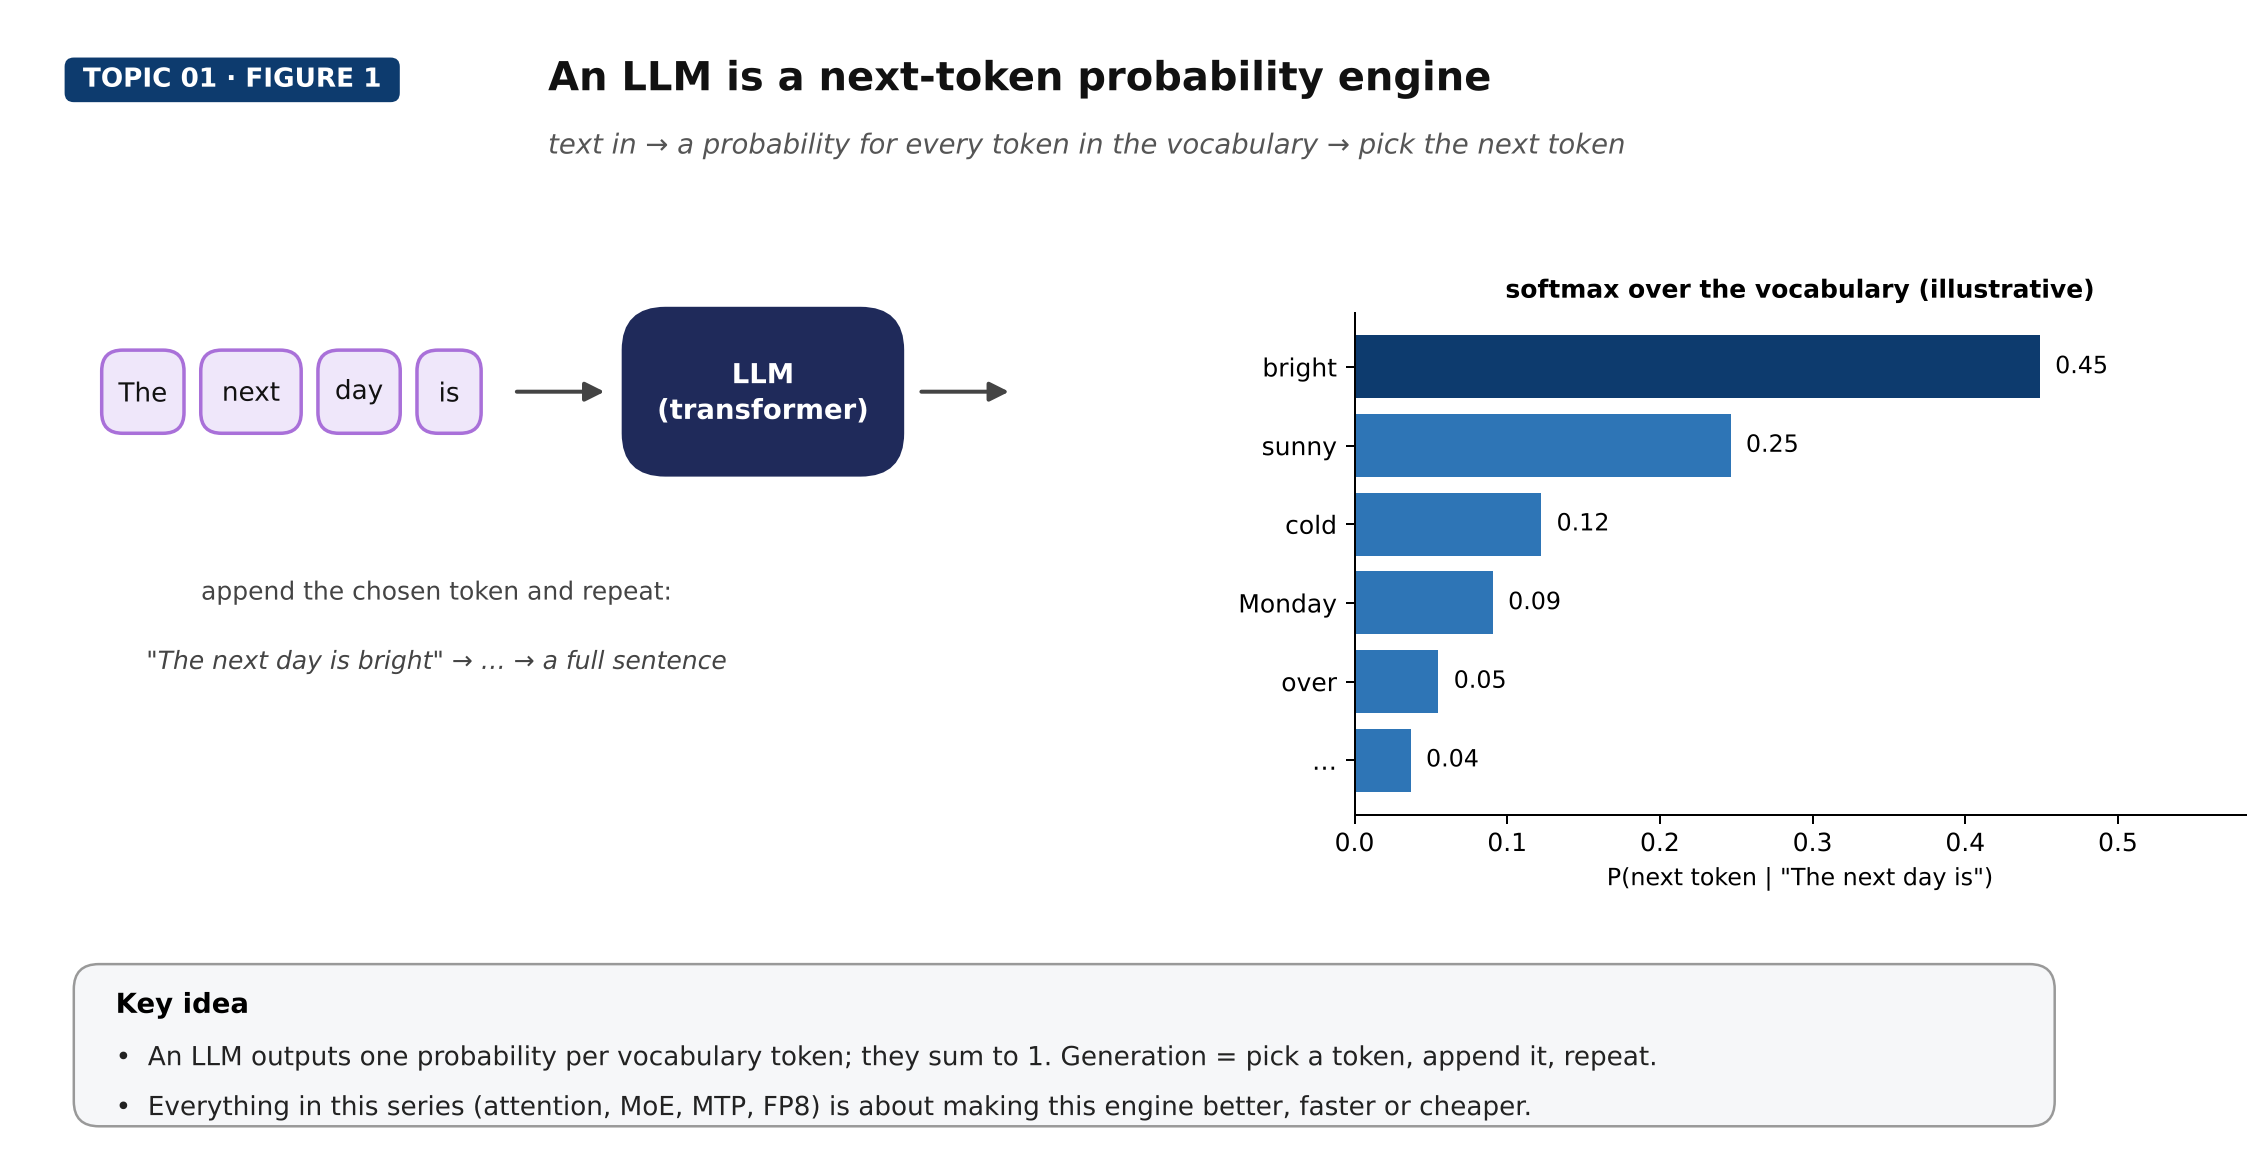 TOPIC 01 · FIGURE 1
An LLM is a next-token probability engine
text in → a probability for every token in the vocabulary → pick the next token
The next day is
LLM
(transformer)
append the chosen token and repeat:
"The next day is bright" → … → a full sentence
softmax over the vocabulary (illustrative)
bright 0.45
sunny 0.25
cold 0.12
Monday 0.09
over 0.05
… 0.04
0.0 0.1 0.2 0.3 0.4 0.5
P(next token | "The next day is")
Key idea
• An LLM outputs one probability per vocabulary token; they sum to 1. Generation = pick a token, append it, repeat.
• Everything in this series (attention, MoE, MTP, FP8) is about making this engine better, faster or cheaper.